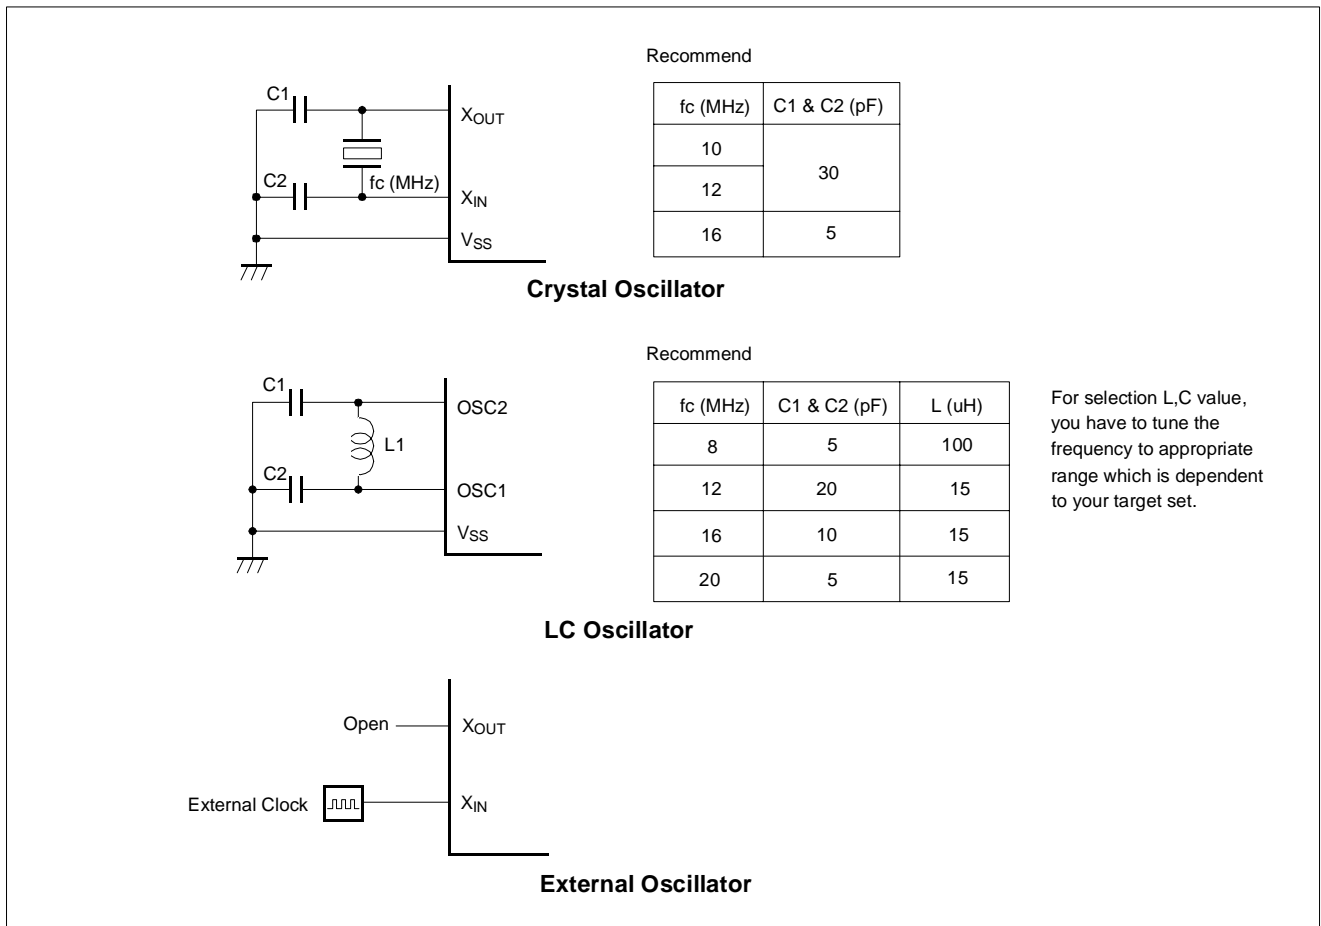 Recommend
C1
XOUT
fc (MHz) C1 & C2 (pF)
10
30
12
16 5
C2
fc (MHz)
XIN
VSS
Crystal Oscillator
Recommend
C1
OSC2
L1
C2
OSC1
VSS
fc (MHz) C1 & C2 (pF) L (uH)
8 5 100
12 20 15
16 10 15
20 5 15
For selection L,C value,
you have to tune the
frequency to appropriate
range which is dependent
to your target set.
LC Oscillator
Open
XOUT
External Clock
XIN
External Oscillator